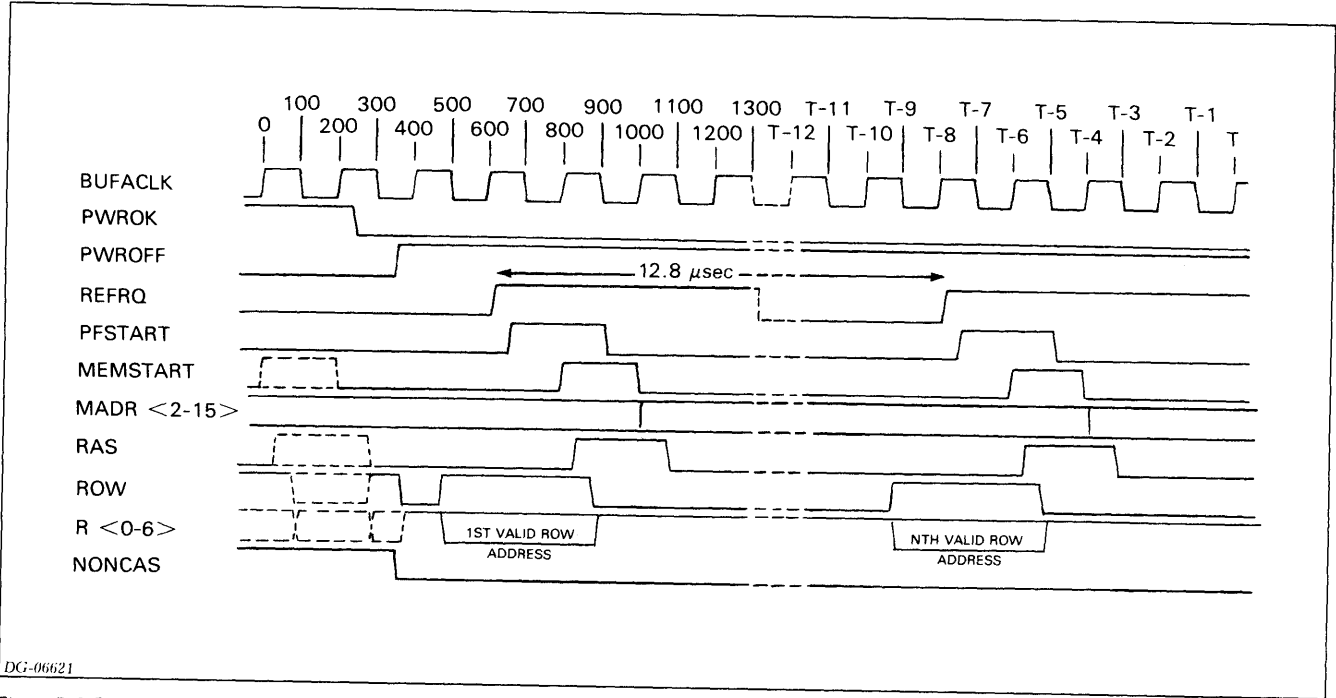 100 300 500 700 900 1100 1300 T-11 T-9 T-7 T-5 T-3 T-1
0 200 400 600 800 1000 1200 T-12 T-10 T-8 T-6 T-4 T-2 T
BUFACLK
PWROK
PWROFF
12.8 μsec
REFRQ
PFSTART
MEMSTART
MADR <2-15>
RAS
ROW
R <0-6>
1ST VALID ROW
ADDRESS
NTH VALID ROW
ADDRESS
NONCAS
DG-06621